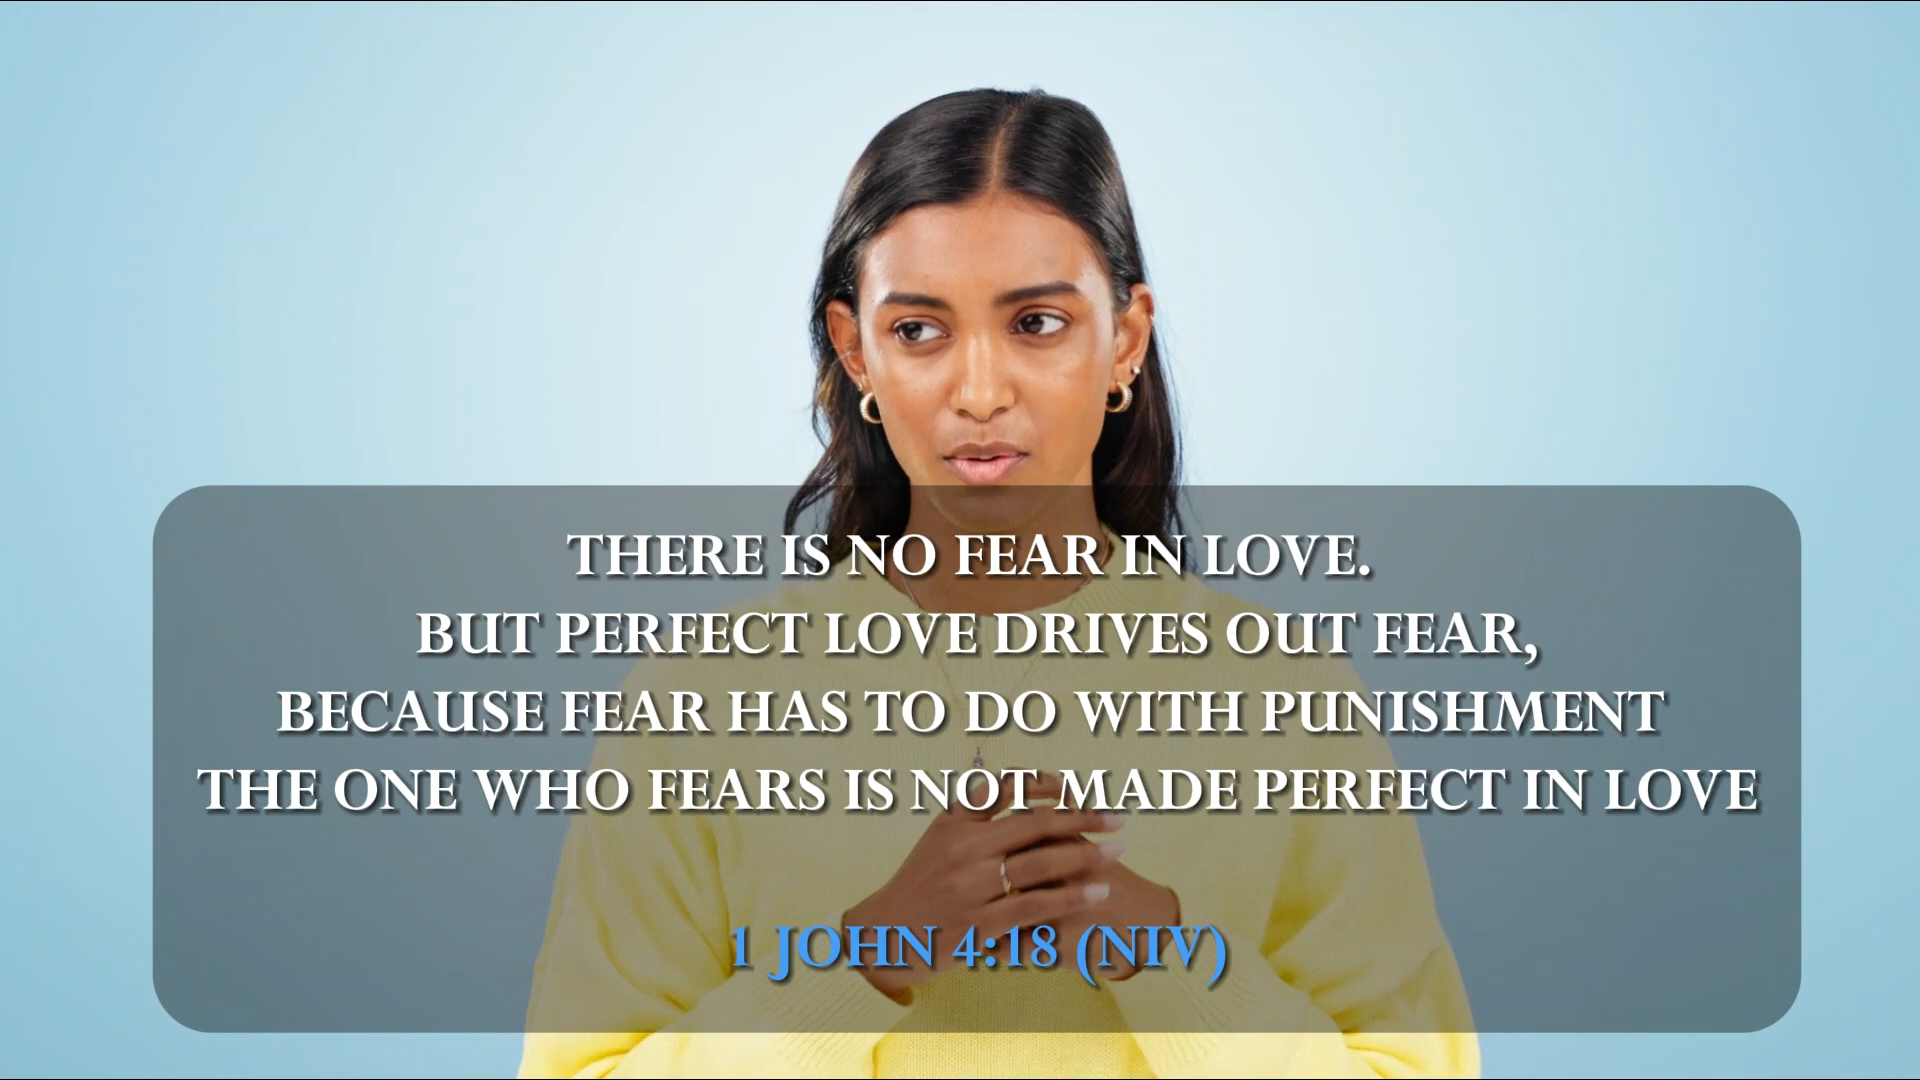 THERE IS NO FEAR IN LOVE.
BUT PERFECT LOVE DRIVES OUT FEAR,
BECAUSE FEAR HAS TO DO WITH PUNISHMENT
THE ONE WHO FEARS IS NOT MADE PERFECT IN LOVE
1 JOHN 4:18 (NIV)